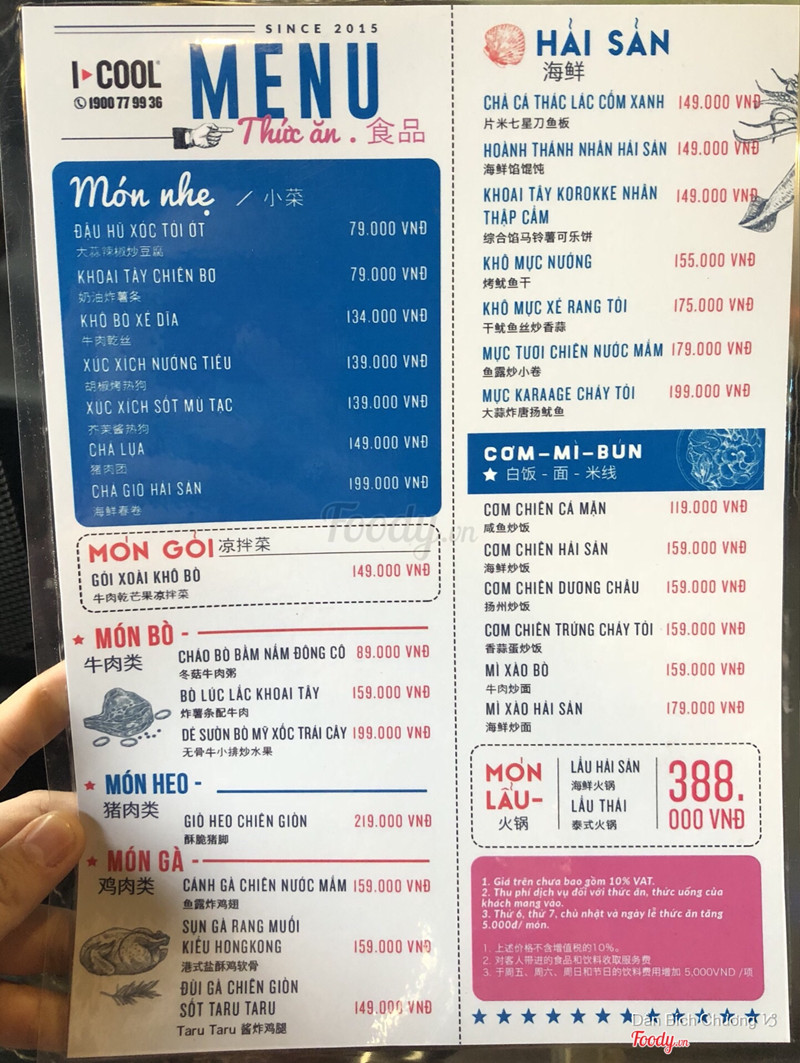 SINCE 2015
I COOL
1900 77 99 36
MENU
Thức ăn . 食品
Món nhẹ / 小菜
ĐẬU HŨ XÓC TỎI ỚT 79.000 VNĐ
大蒜辣椒炒豆腐
KHOAI TÂY CHIÊN BƠ 79.000 VNĐ
奶油炸薯条
KHÔ BÒ XÉ DĨA 134.000 VNĐ
牛肉乾丝
XÚC XÍCH NƯỚNG TIÊU 139.000 VNĐ
胡椒烤热狗
XÚC XÍCH SỐT MÙ TẠC 139.000 VNĐ
芥茉酱热狗
CHẢ LỤA 149.000 VNĐ
猪肉团
CHẢ GIÒ HẢI SẢN 199.000 VNĐ
海鲜春卷
MÓN GỎI 凉拌菜
GỎI XOÀI KHÔ BÒ 149.000 VNĐ
牛肉乾芒果凉拌菜
MÓN BÒ -
牛肉类
CHÁO BÒ BẰM NẤM ĐÔNG CÔ 89.000 VNĐ
冬菇牛肉粥
BÒ LÚC LẮC KHOAI TÂY 159.000 VNĐ
炸薯条配牛肉
DẺ SƯỜN BÒ MỸ XỐC TRÁI CÂY 199.000 VNĐ
无骨牛小排炒水果
MÓN HEO -
猪肉类
GIÒ HEO CHIÊN GIÒN 219.000 VNĐ
酥脆猪脚
MÓN GÀ -
鸡肉类
CÁNH GÀ CHIÊN NƯỚC MẮM 159.000 VNĐ
鱼露炸鸡翅
SỤN GÀ RANG MUỐI
KIỂU HONGKONG 159.000 VNĐ
港式盐酥鸡软骨
ĐÙI GÀ CHIÊN GIÒN
SỐT TARU TARU 149.000 VNĐ
Taru Taru 酱炸鸡腿
HẢI SẢN
海鲜
CHẢ CÁ THÁC LÁC CỐM XANH 149.000 VNĐ
片米七星刀鱼板
HOÀNH THÁNH NHÂN HẢI SẢN 149.000 VNĐ
海鲜馅馄饨
KHOAI TÂY KOROKKE NHÂN 149.000 VNĐ
THẬP CẨM
综合馅马铃薯可乐饼
KHÔ MỰC NƯỚNG 155.000 VNĐ
烤鱿鱼干
KHÔ MỰC XÉ RANG TỎI 175.000 VNĐ
干鱿鱼丝炒香蒜
MỰC TƯƠI CHIÊN NƯỚC MẮM 179.000 VNĐ
鱼露炒小卷
MỰC KARAAGE CHÁY TỎI 199.000 VNĐ
大蒜炸唐扬鱿鱼
CƠM-MÌ-BÚN
白饭 - 面 - 米线
CƠM CHIÊN CÁ MẶN 119.000 VNĐ
咸鱼炒饭
CƠM CHIÊN HẢI SẢN 159.000 VNĐ
海鲜炒饭
CƠM CHIÊN DƯƠNG CHÂU 159.000 VNĐ
扬州炒饭
CƠM CHIÊN TRỨNG CHÁY TỎI 159.000 VNĐ
香蒜蛋炒饭
MÌ XÀO BÒ 159.000 VNĐ
牛肉炒面
MÌ XÀO HẢI SẢN 179.000 VNĐ
海鲜炒面
MÓN
LẨU-
火锅
LẨU HẢI SẢN
海鲜火锅
LẨU THÁI
泰式火锅
388.
000 VNĐ
1. Giá trên chưa bao gồm 10% VAT.
2. Thu phí dịch vụ đối với thức ăn, thức uống của
khách mang vào.
3. Thứ 6, thứ 7, chủ nhật và ngày lễ thức ăn tăng
5.000đ/ món.
1. 上述价格不含增值税的10%。
2. 对客人带进的食品和饮料收取服务费
3. 于周五、周六、周日和节日的饮料费用增加 5,000VND /项
Foody.vn
Dan Bich Chuong
Foody.vn